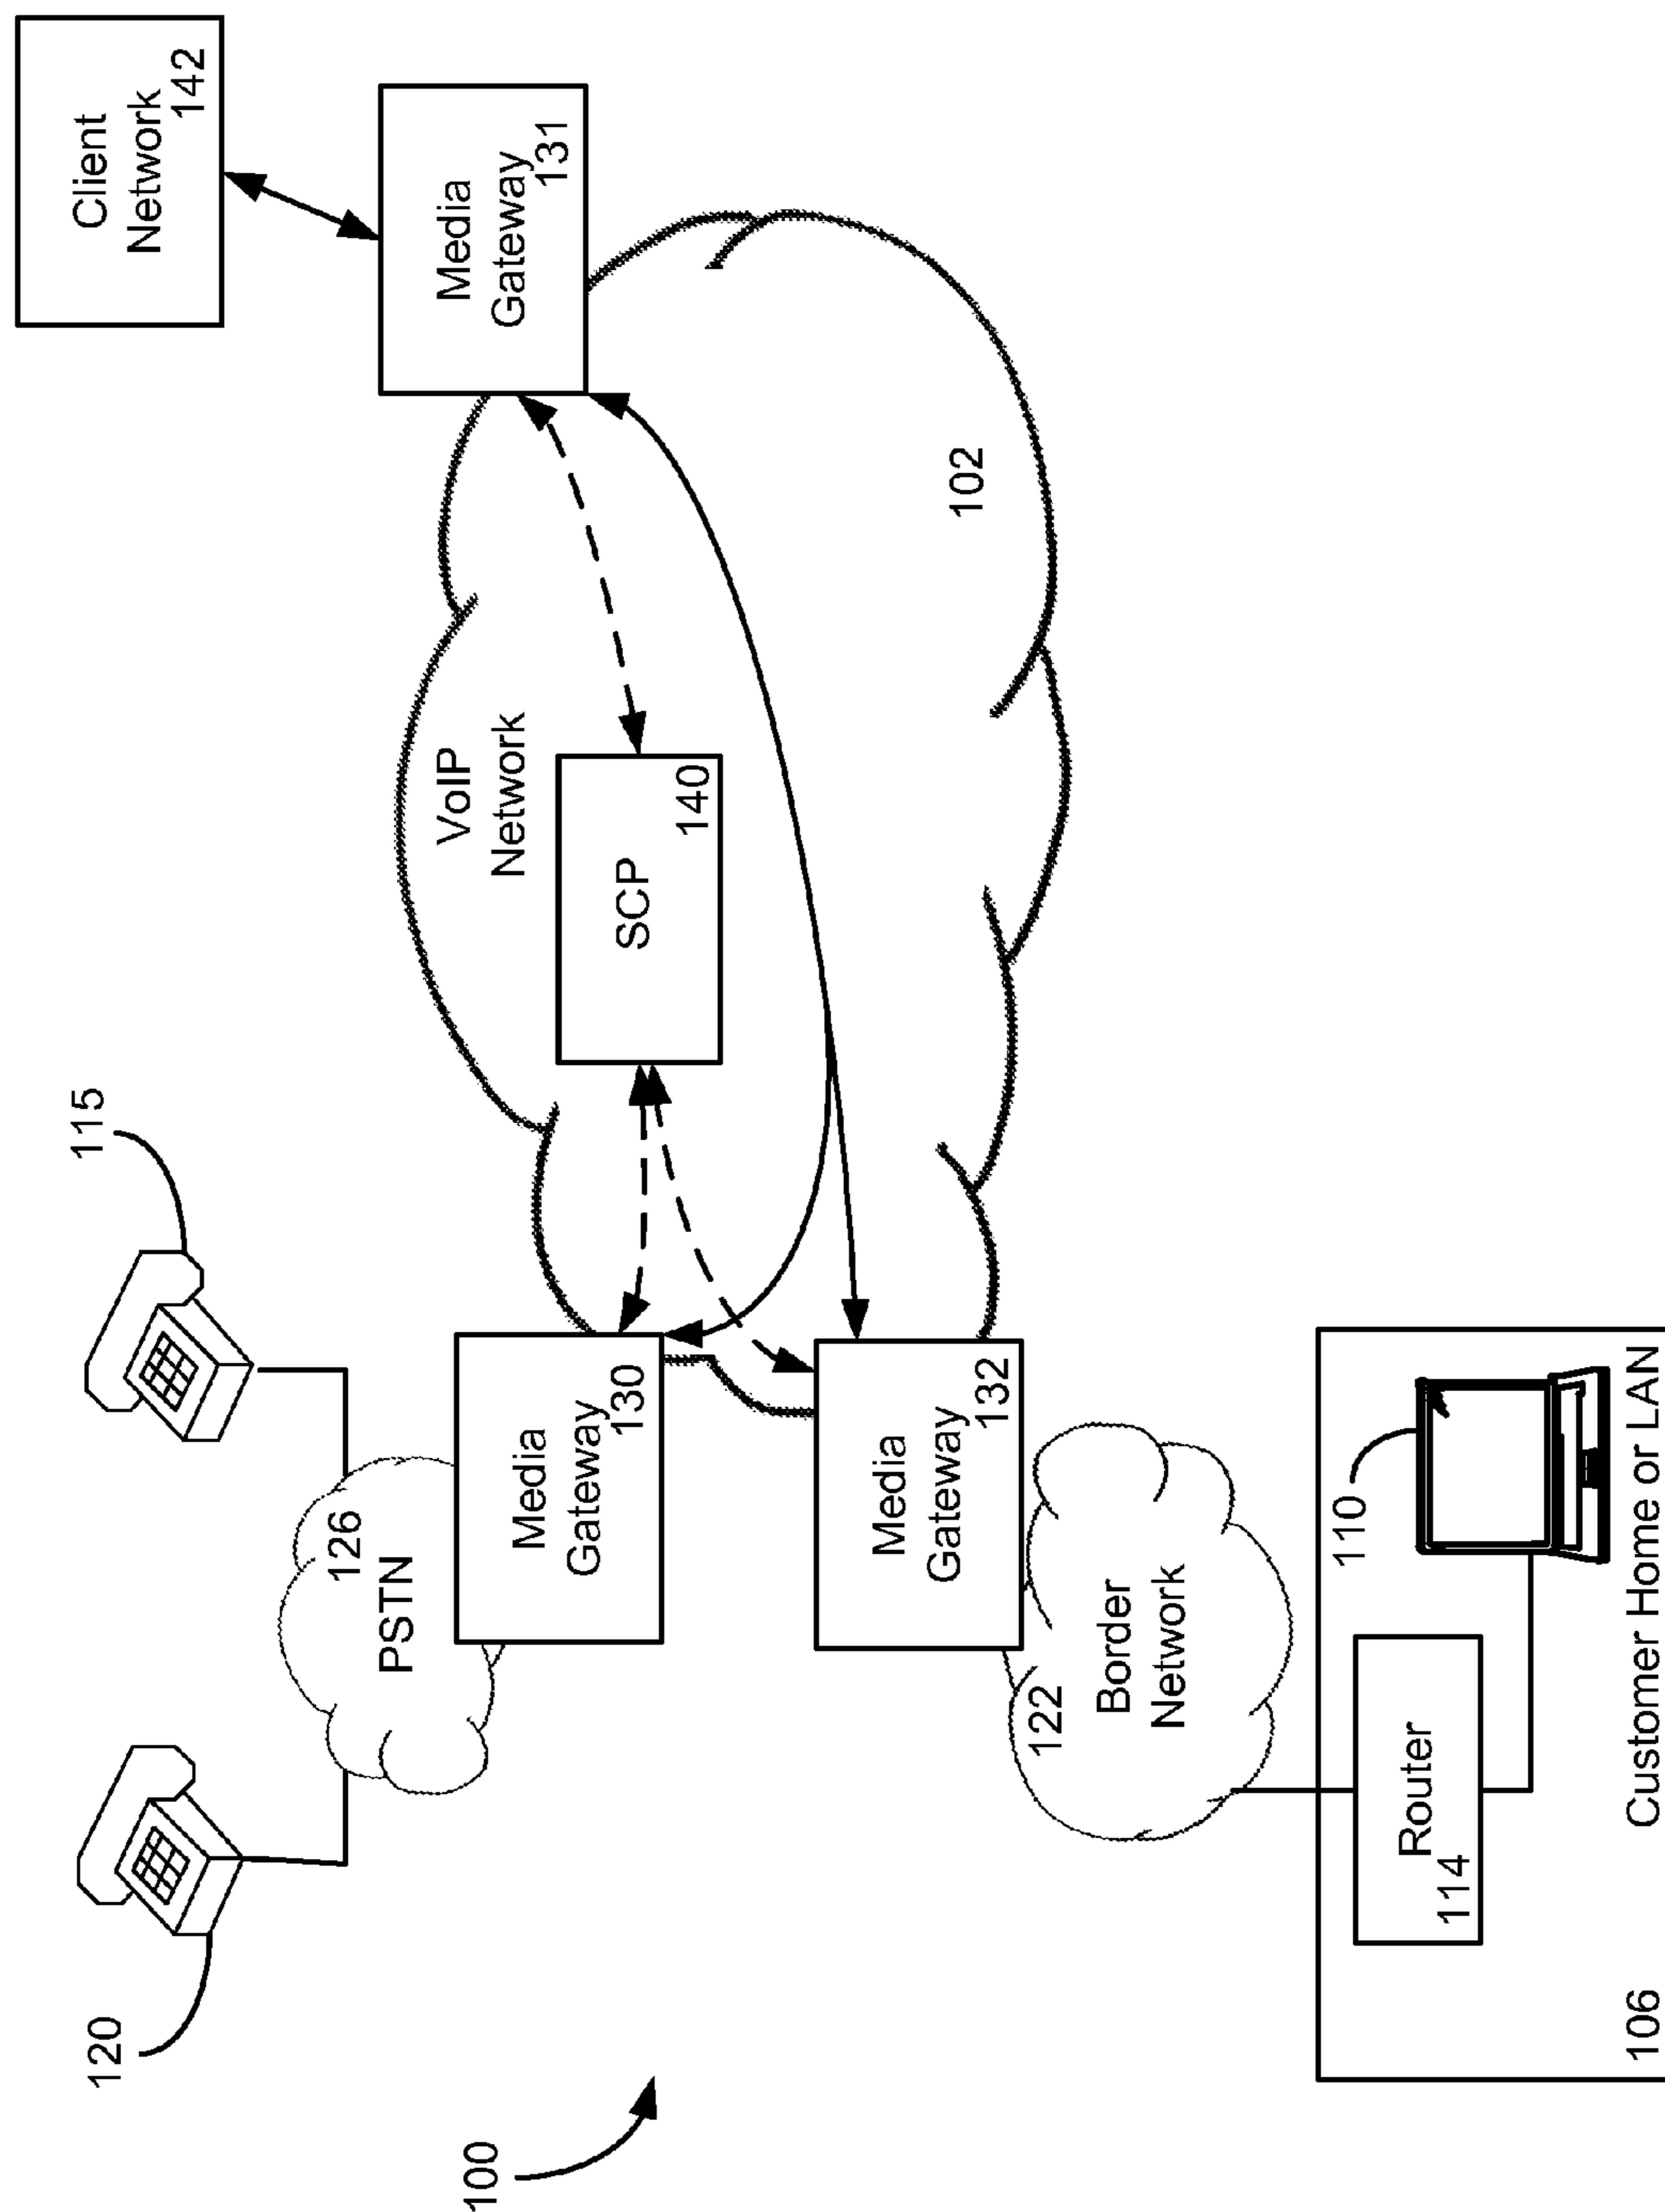 100
120
115
126
PSTN
Media
Gateway
130
VoIP
Network
SCP
140
Client
Network
142
Media
Gateway
131
102
Media
Gateway
132
122
Border
Network
Router
114
110
106
Customer Home or LAN